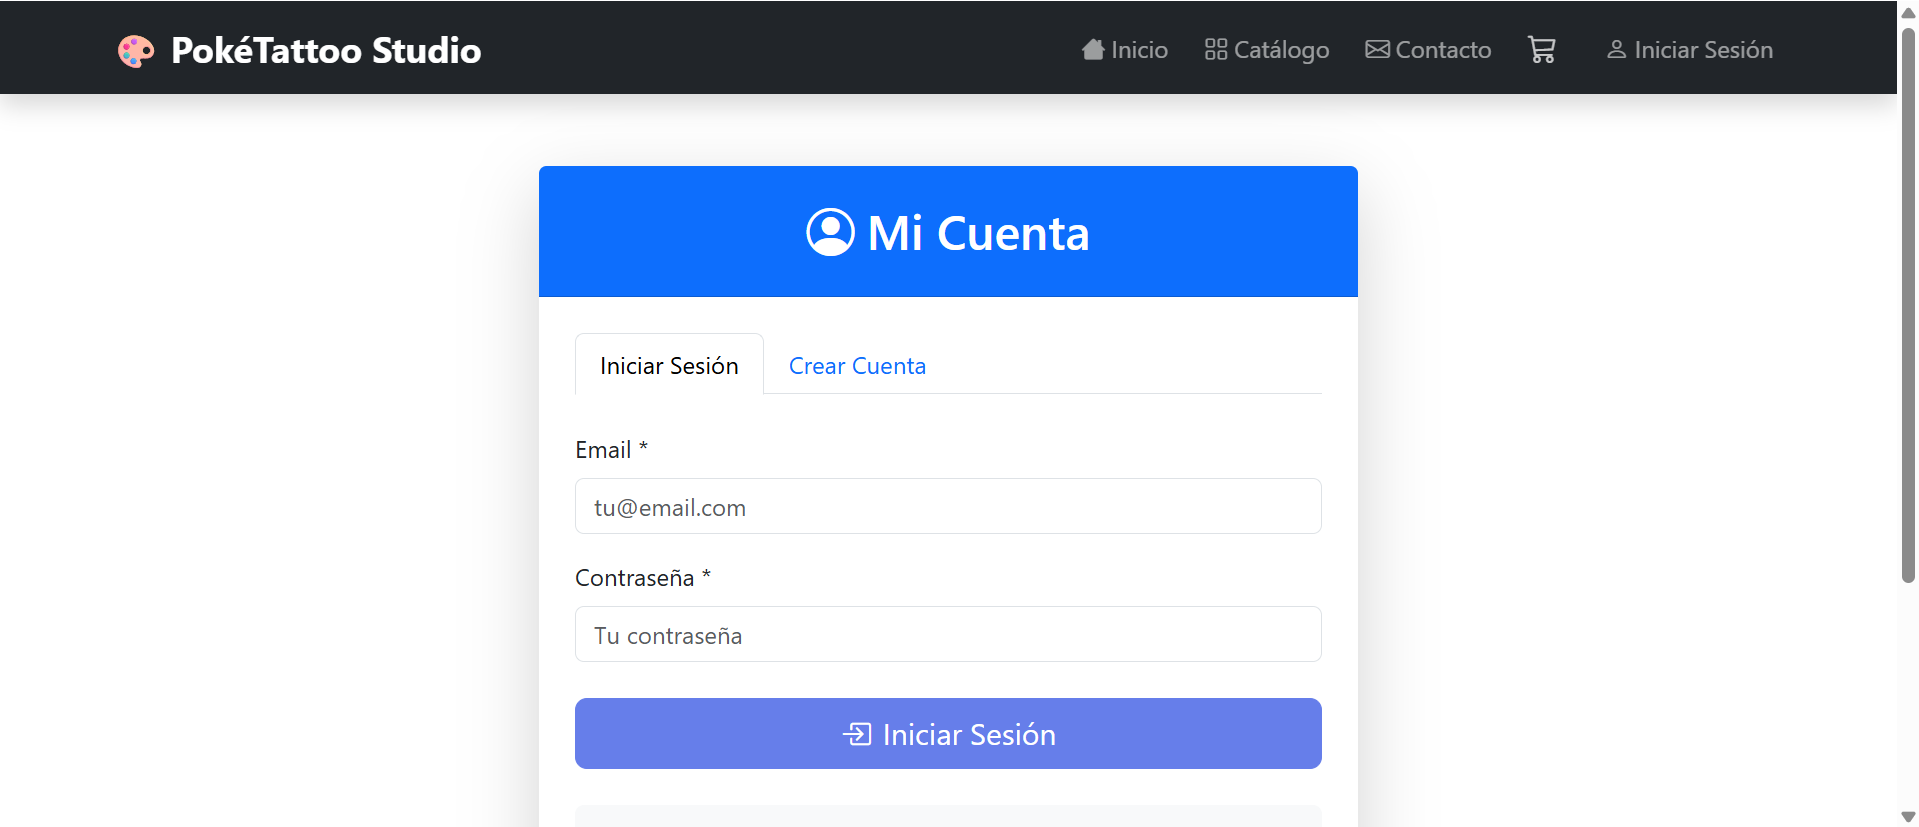 PokéTattoo Studio
Inicio
Catálogo
Contacto
Iniciar Sesión
Mi Cuenta
Iniciar Sesión
Crear Cuenta
Email *
tu@email.com
Contraseña *
Tu contraseña
Iniciar Sesión